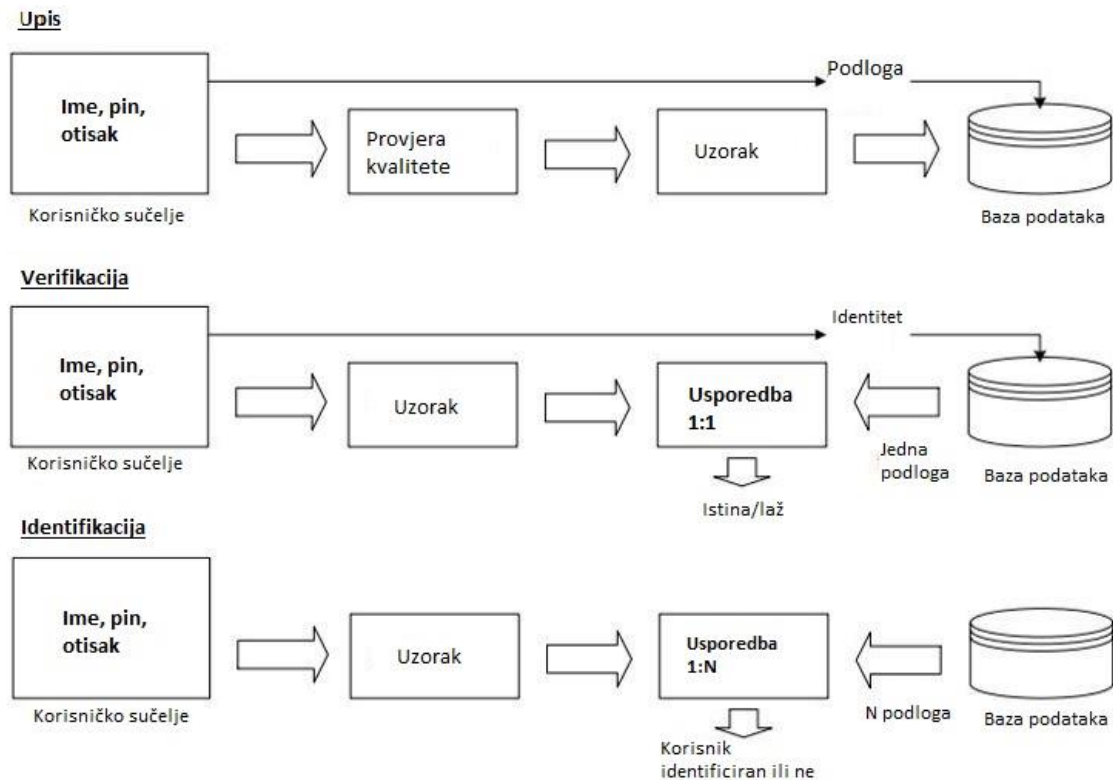 Upis
Podloga
Ime, pin,
otisak
Provjera
kvalitete
Uzorak
Korisničko sučelje
Baza podataka
Verifikacija
Identitet
Ime, pin,
otisak
Uzorak
Usporedba
1:1
Jedna
podloga
Korisničko sučelje
Baza podataka
Istina/laž
Identifikacija
Ime, pin,
otisak
Uzorak
Usporedba
1:N
Korisničko sučelje
N podloga
Baza podataka
Korisnik
identificiran ili ne